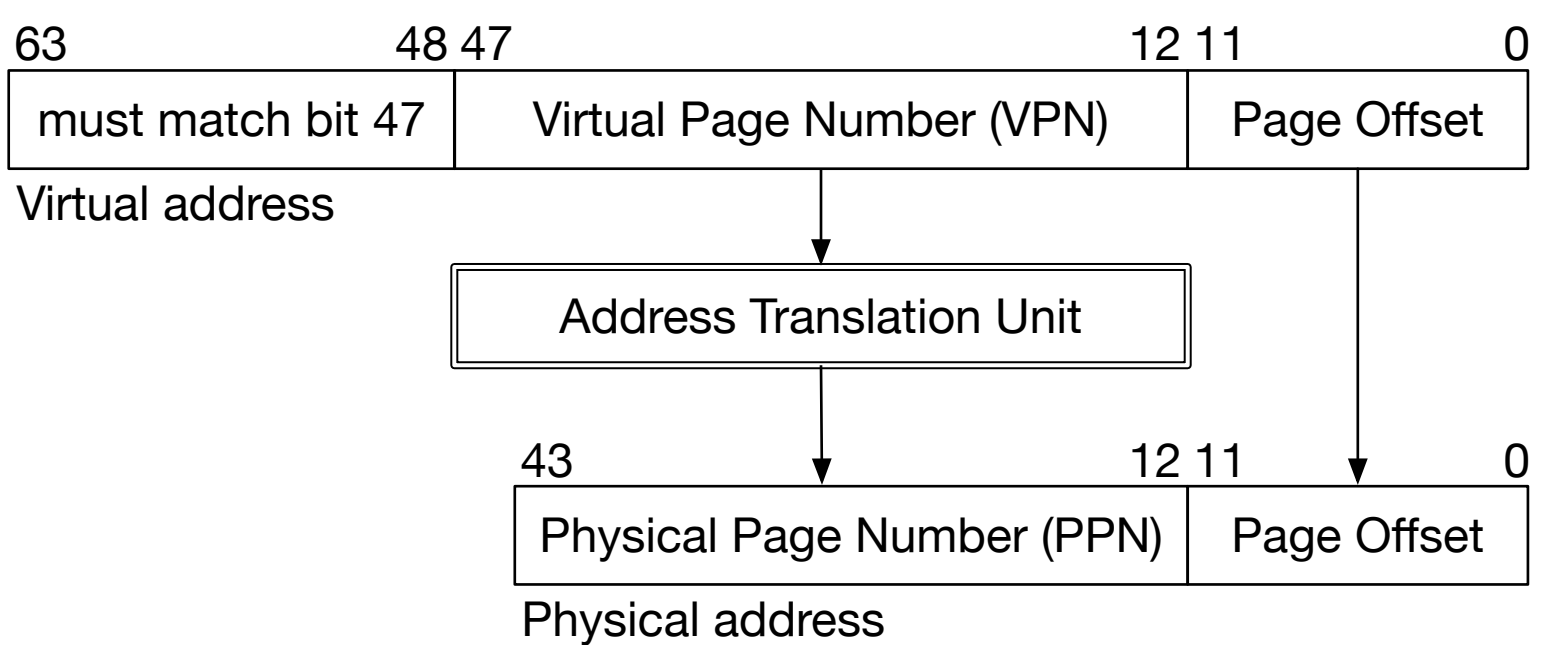 63 48 47 12 11 0
must match bit 47 Virtual Page Number (VPN) Page Offset
Virtual address
Address Translation Unit
43 12 11 0
Physical Page Number (PPN) Page Offset
Physical address